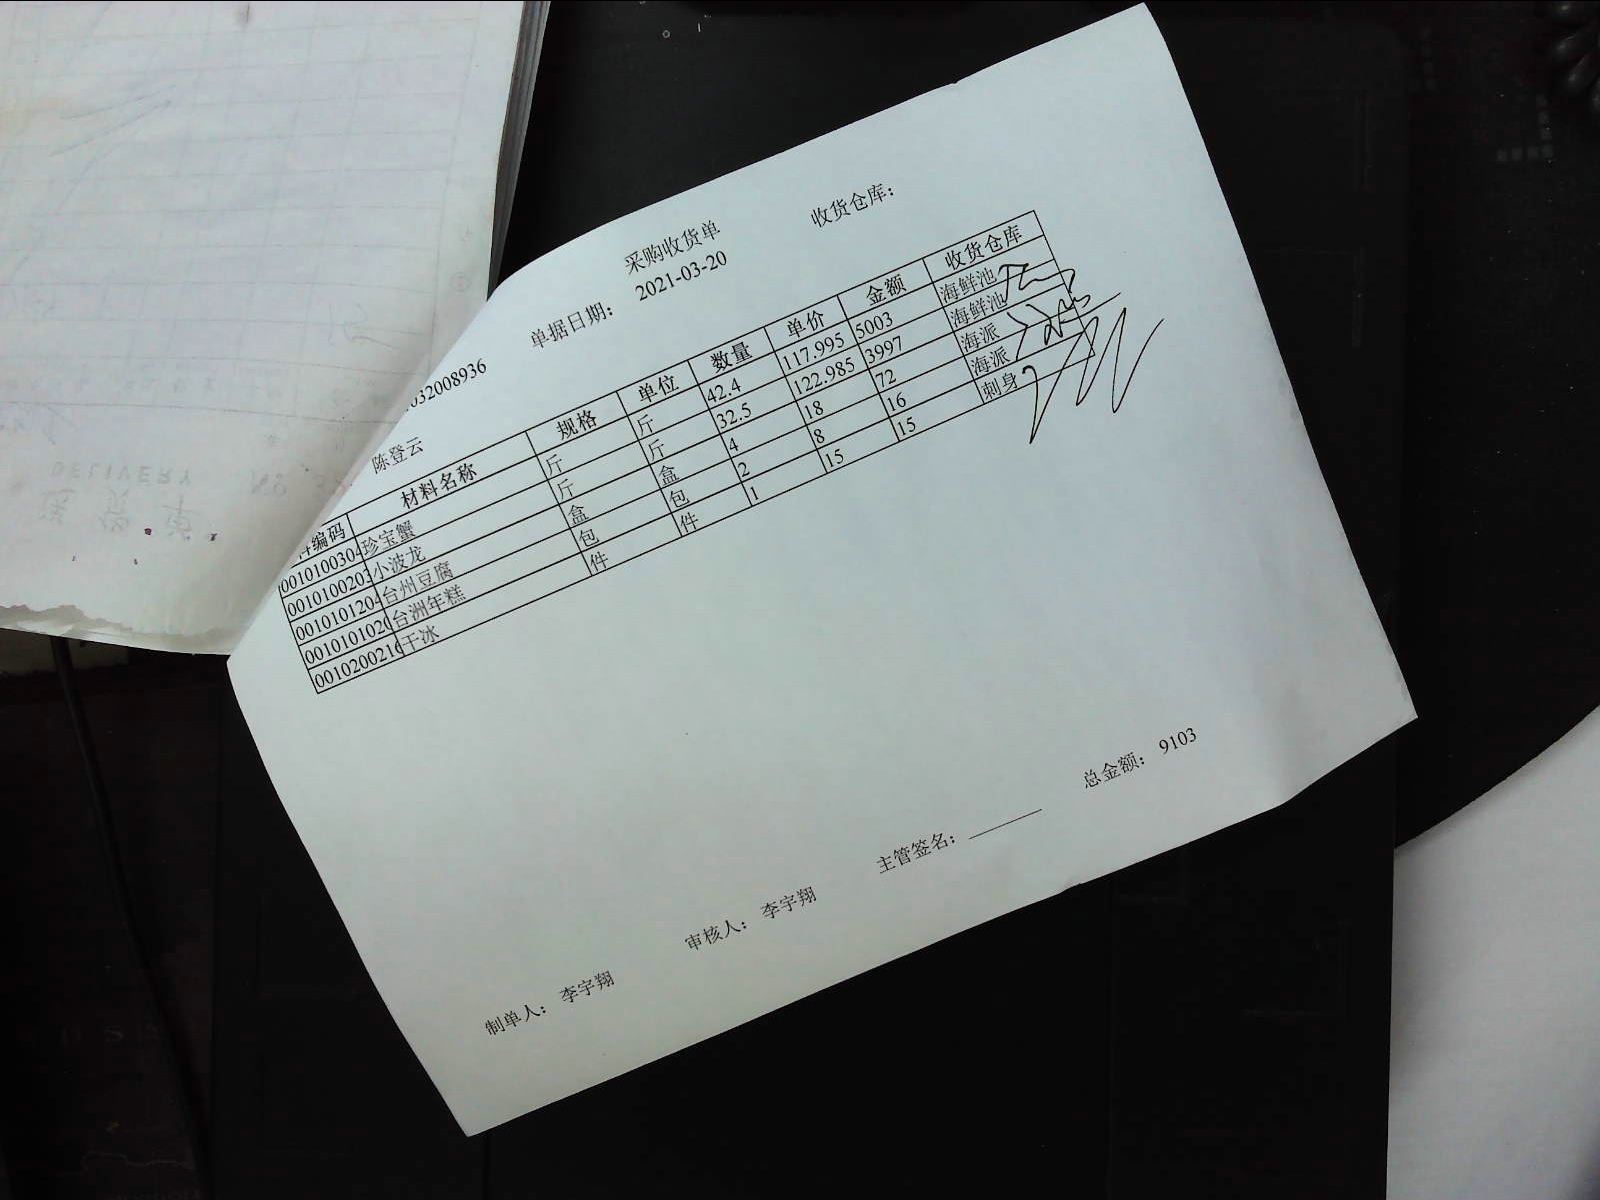 采购收货单
收货仓库:
单据日期: 2021-03-20
032008936
陈登云
编码 材料名称 规格 单位 数量 单价 金额 收货仓库
0010100304 珍宝蟹 斤 斤 42.4 117.995 5003 海鲜池
001010020 小波龙 斤 斤 32.5 122.985 3997 海鲜池
001010120 台州豆腐 盒 盒 4 18 72 海派
001010102 台洲年糕 包 包 2 8 16 海派
001020021 干冰 件 件 1 15 15 刺身
总金额: 9103
制单人: 李宇翔 审核人: 李宇翔 主管签名:
DELIVERY